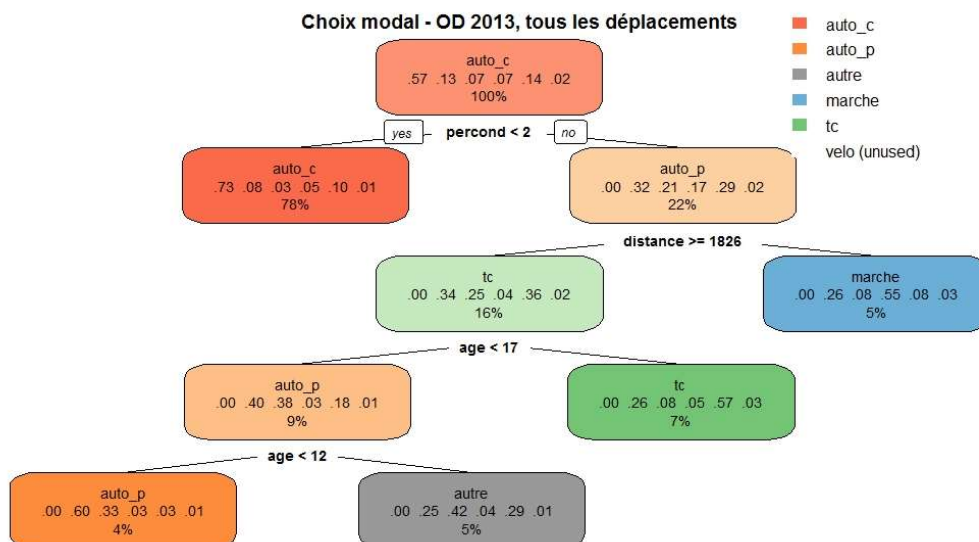 Choix modal - OD 2013, tous les déplacements
auto_c
auto_p
autre
marche
tc
velo (unused)
auto_c
.57 .13 .07 .07 .14 .02
100%
yes percond < 2 no
auto_c
.73 .08 .03 .05 .10 .01
78%
auto_p
.00 .32 .21 .17 .29 .02
22%
distance >= 1826
tc
.00 .34 .25 .04 .36 .02
16%
marche
.00 .26 .08 .55 .08 .03
5%
age < 17
auto_p
.00 .40 .38 .03 .18 .01
9%
tc
.00 .26 .08 .05 .57 .03
7%
age < 12
auto_p
.00 .60 .33 .03 .03 .01
4%
autre
.00 .25 .42 .04 .29 .01
5%